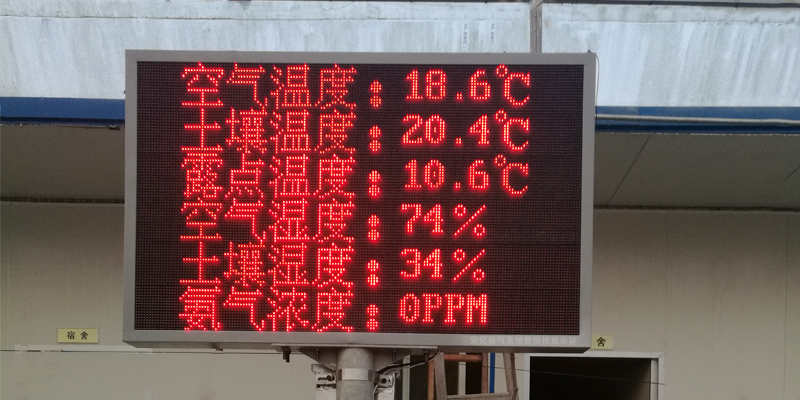 空气温度：18.6℃
土壤温度：20.4℃
露点温度：10.6℃
空气湿度：74%
土壤湿度：34%
氨气浓度：0PPM
宿舍
舍